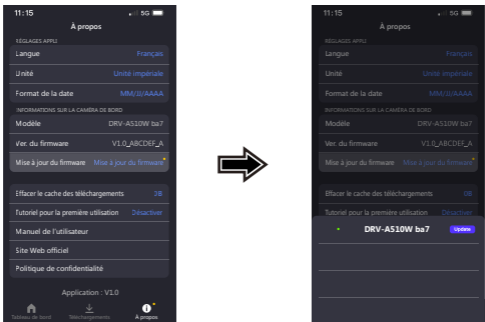 11:15
5G
À propos
RÉGLAGES APPLI
Langue Français
Unité Unité impériale
Format de la date MM/JJ/AAAA
INFORMATIONS SUR LA CAMÉRA DE BORD
Modèle DRV-A510W ba7
Ver. du firmware V1.0_ABCDEF_A
Mise à jour du firmware Mise à jour du firmware
Effacer le cache des téléchargements 2B
Tutoriel pour la première utilisation Désactiver
Manuel de l'utilisateur
Site Web officiel
Politique de confidentialité
Application : V1.0
Tableau de bord Téléchargements À propos
11:15
5G
À propos
RÉGLAGES APPLI
Langue Français
Unité Unité impériale
Format de la date MM/JJ/AAAA
INFORMATIONS SUR LA CAMÉRA DE BORD
Modèle DRV-A510W ba7
Ver. du firmware V1.0_ABCDEF_A
Mise à jour du firmware Mise à jour du firmware
Effacer le cache des téléchargements 0B
Tutoriel pour la première utilisation Désactiver
DRV-A510W ba7 Update